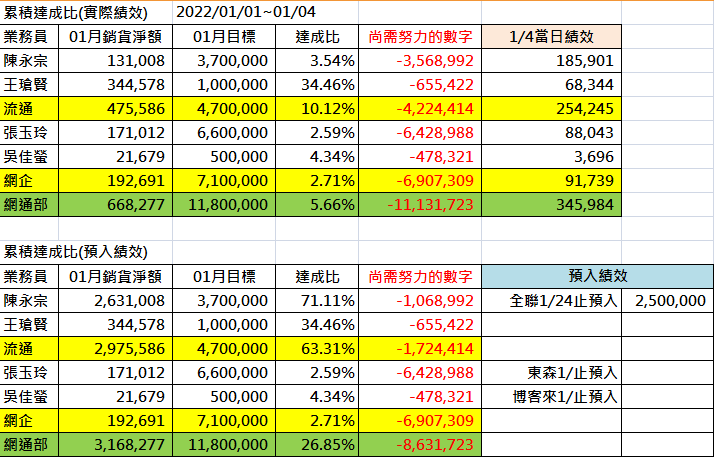 累積達成比(實際績效) 2022/01/01~01/04
業務員 01月銷貨淨額 01月目標 達成比 尚需努力的數字 1/4當日績效
陳永宗 131,008 3,700,000 3.54% -3,568,992 185,901
王瑲賢 344,578 1,000,000 34.46% -655,422 68,344
流通 475,586 4,700,000 10.12% -4,224,414 254,245
張玉玲 171,012 6,600,000 2.59% -6,428,988 88,043
吳佳螢 21,679 500,000 4.34% -478,321 3,696
網企 192,691 7,100,000 2.71% -6,907,309 91,739
網通部 668,277 11,800,000 5.66% -11,131,723 345,984
累積達成比(預入績效)
業務員 01月銷貨淨額 01月目標 達成比 尚需努力的數字 預入績效
陳永宗 2,631,008 3,700,000 71.11% -1,068,992 全聯1/24止預入 2,500,000
王瑲賢 344,578 1,000,000 34.46% -655,422
流通 2,975,586 4,700,000 63.31% -1,724,414
張玉玲 171,012 6,600,000 2.59% -6,428,988 東森1/止預入
吳佳螢 21,679 500,000 4.34% -478,321 博客來1/止預入
網企 192,691 7,100,000 2.71% -6,907,309
網通部 3,168,277 11,800,000 26.85% -8,631,723